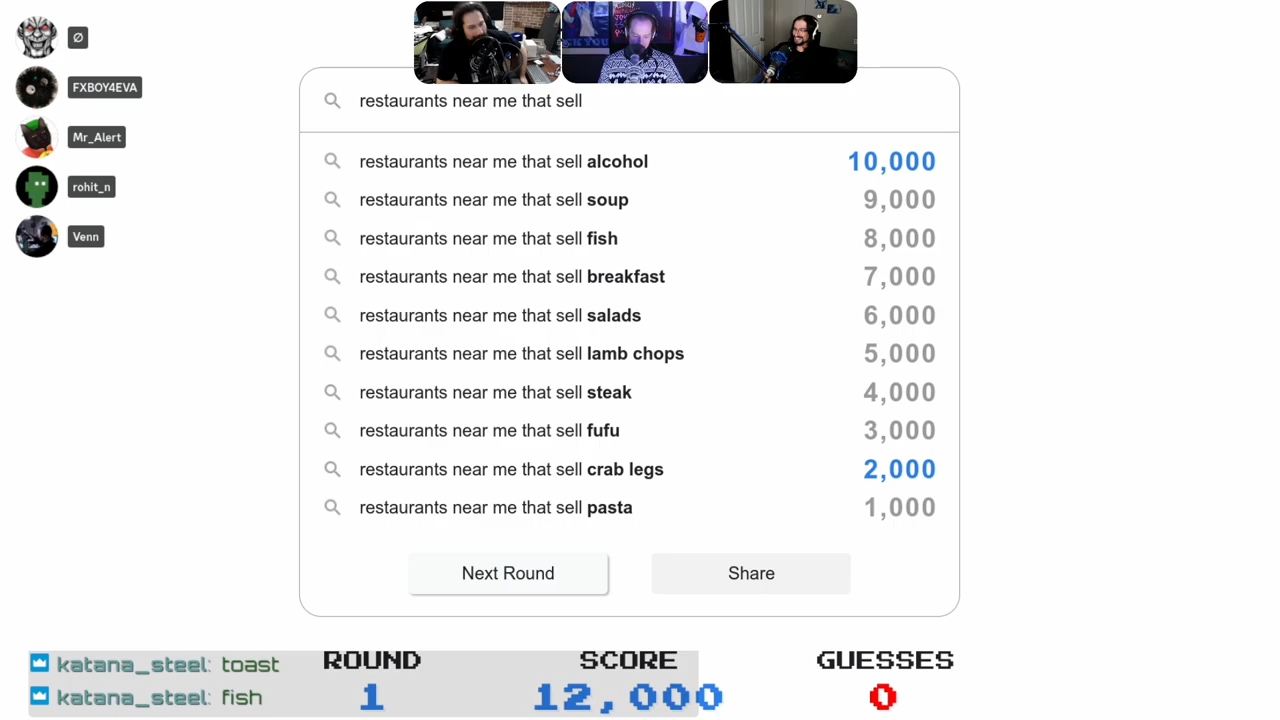 Ø
FXBOY4EVA
Mr_Alert
rohit_n
Venn
restaurants near me that sell
restaurants near me that sell alcohol 10,000
restaurants near me that sell soup 9,000
restaurants near me that sell fish 8,000
restaurants near me that sell breakfast 7,000
restaurants near me that sell salads 6,000
restaurants near me that sell lamb chops 5,000
restaurants near me that sell steak 4,000
restaurants near me that sell fufu 3,000
restaurants near me that sell crab legs 2,000
restaurants near me that sell pasta 1,000
Next Round Share
katana_steel: toast
katana_steel: fish
ROUND SCORE GUESSES
1 12,000 0